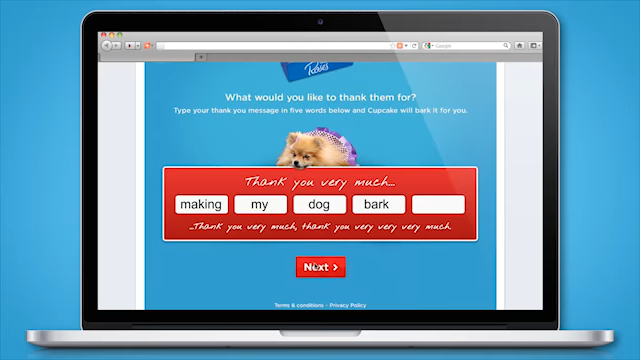 Google
Roses
What would you like to thank them for?
Type your thank you message in five words below and Cupcake will bark it for you.
Thank you very much...
making my dog bark
...Thank you very much, thank you very very very much.
Next >
Terms & conditions - Privacy Policy